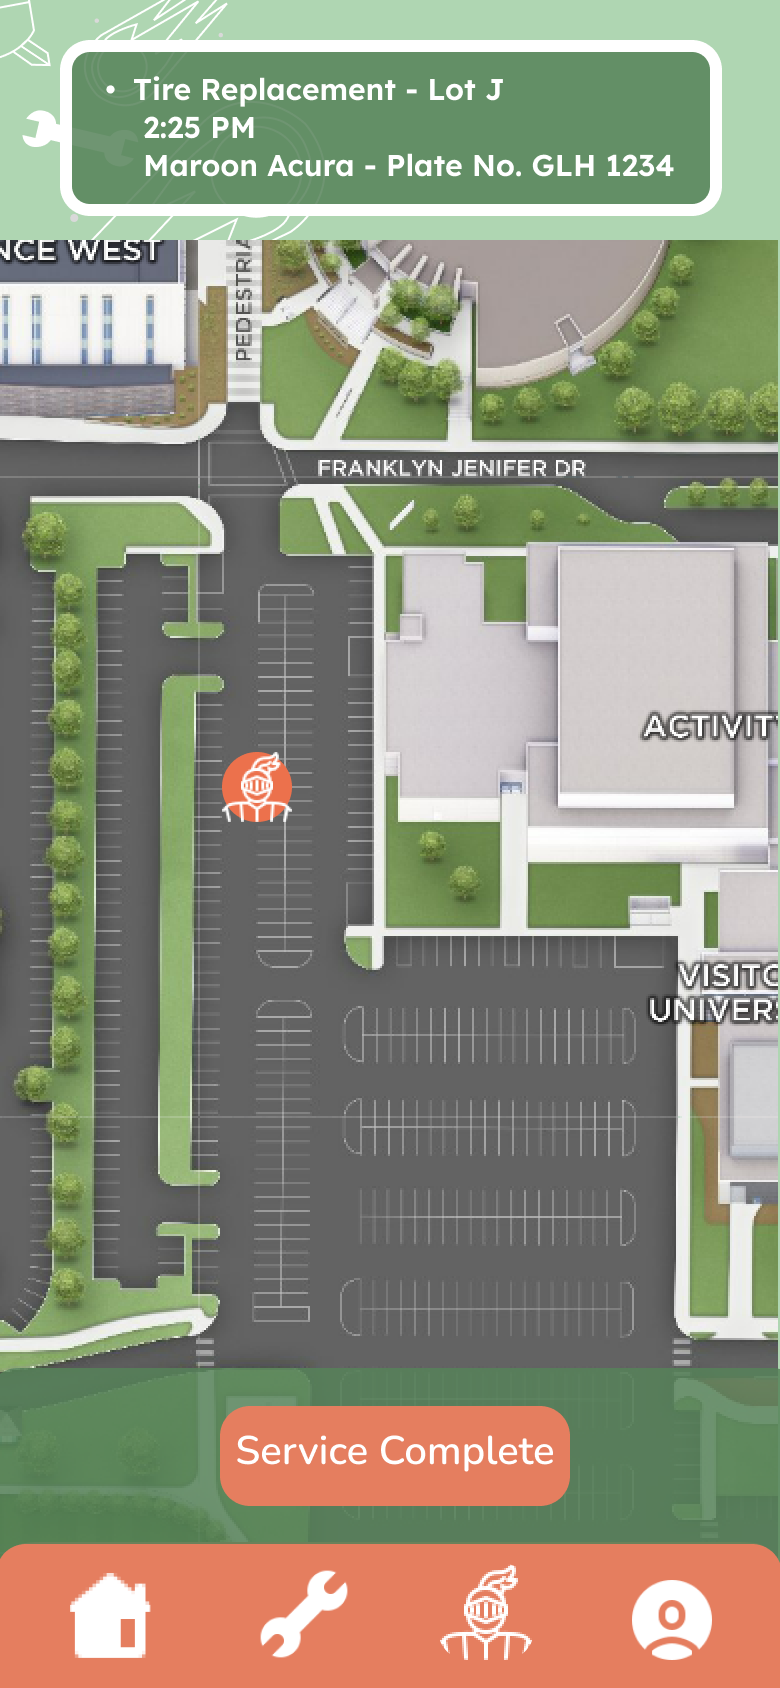 • Tire Replacement - Lot J
2:25 PM
Maroon Acura - Plate No. GLH 1234
NCE WEST
PEDESTRIA
FRANKLYN JENIFER DR
ACTIVIT
VISITO
UNIVERS
Service Complete